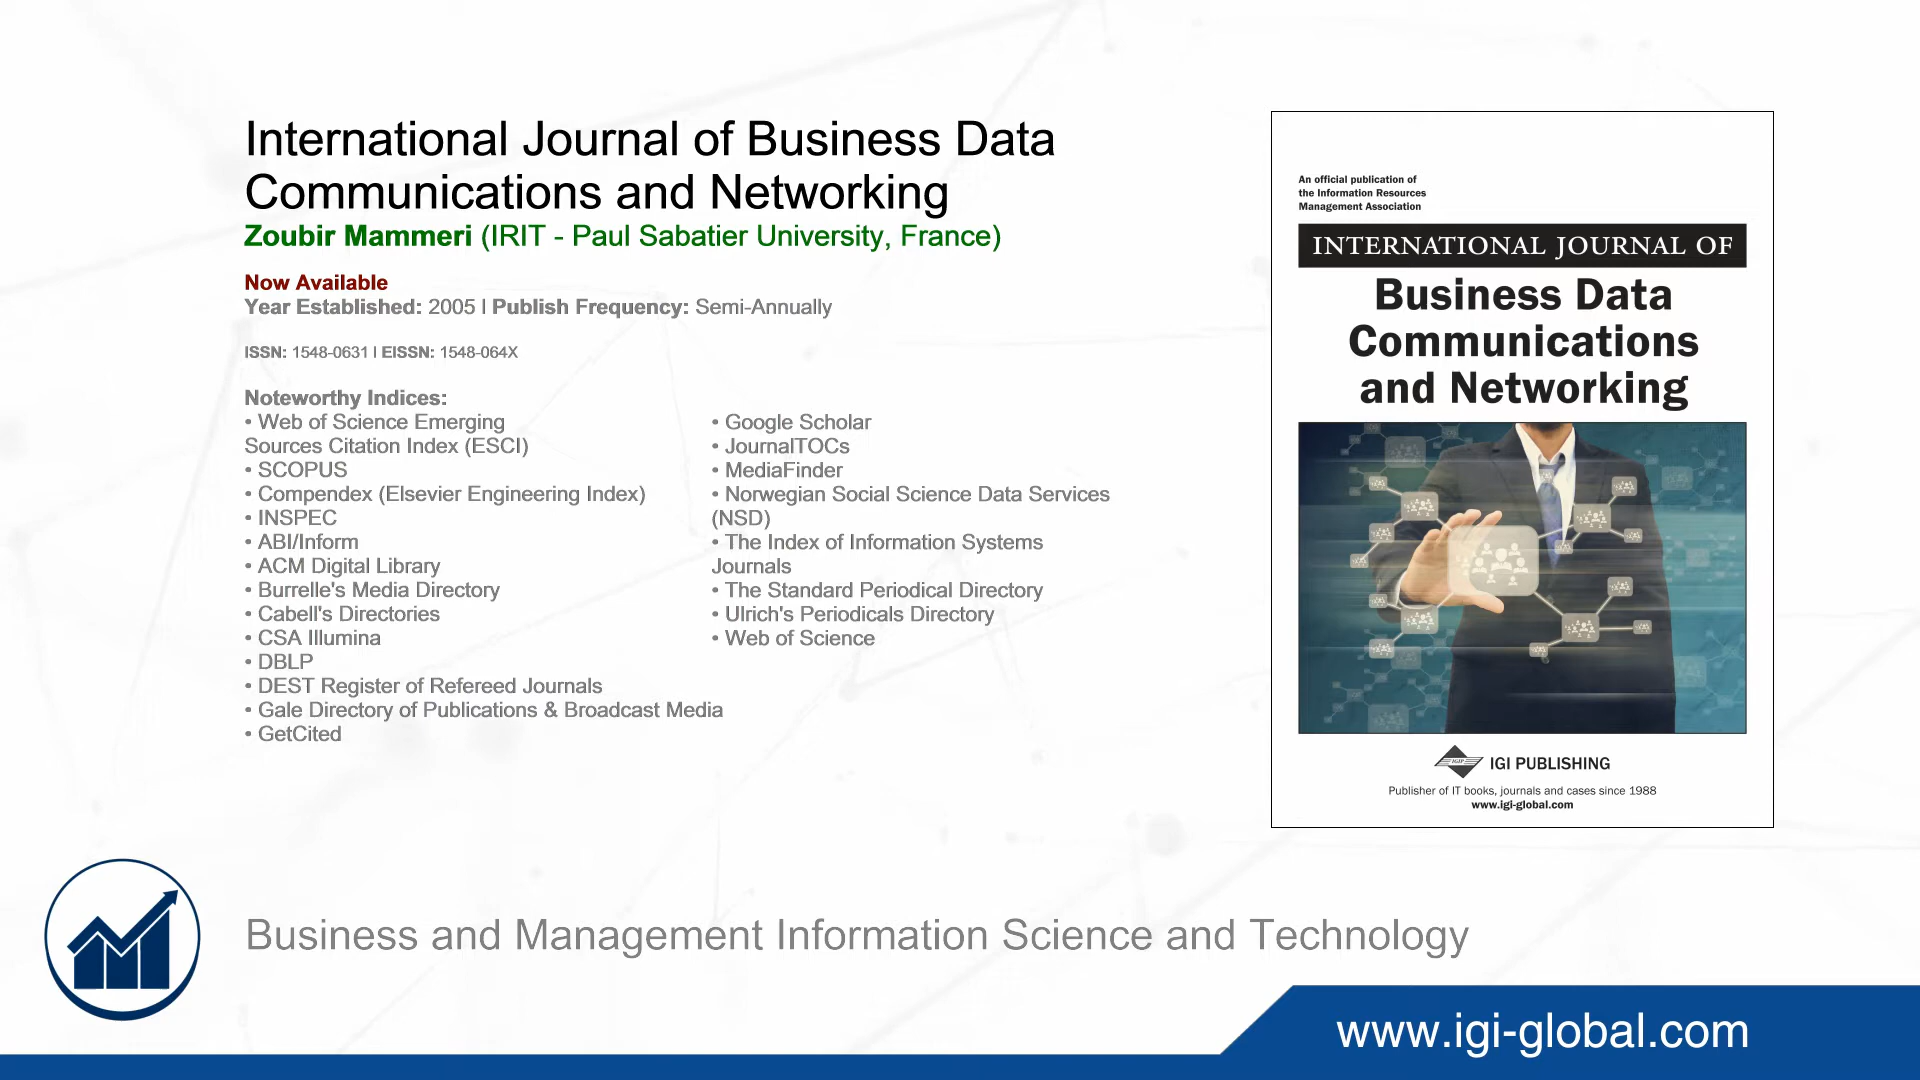 International Journal of Business Data
Communications and Networking
Zoubir Mammeri (IRIT - Paul Sabatier University, France)
Now Available
Year Established: 2005 | Publish Frequency: Semi-Annually
ISSN: 1548-0631 | EISSN: 1548-064X
Noteworthy Indices:
• Web of Science Emerging
Sources Citation Index (ESCI)
• SCOPUS
• Compendex (Elsevier Engineering Index)
• INSPEC
• ABI/Inform
• ACM Digital Library
• Burrelle's Media Directory
• Cabell's Directories
• CSA Illumina
• DBLP
• DEST Register of Refereed Journals
• Gale Directory of Publications & Broadcast Media
• GetCited
• Google Scholar
• JournalTOCs
• MediaFinder
• Norwegian Social Science Data Services
(NSD)
• The Index of Information Systems
Journals
• The Standard Periodical Directory
• Ulrich's Periodicals Directory
• Web of Science
An official publication of
the Information Resources
Management Association
INTERNATIONAL JOURNAL OF
Business Data
Communications
and Networking
IGIP
IGI PUBLISHING
Publisher of IT books, journals and cases since 1988
www.igi-global.com
Business and Management Information Science and Technology
www.igi-global.com